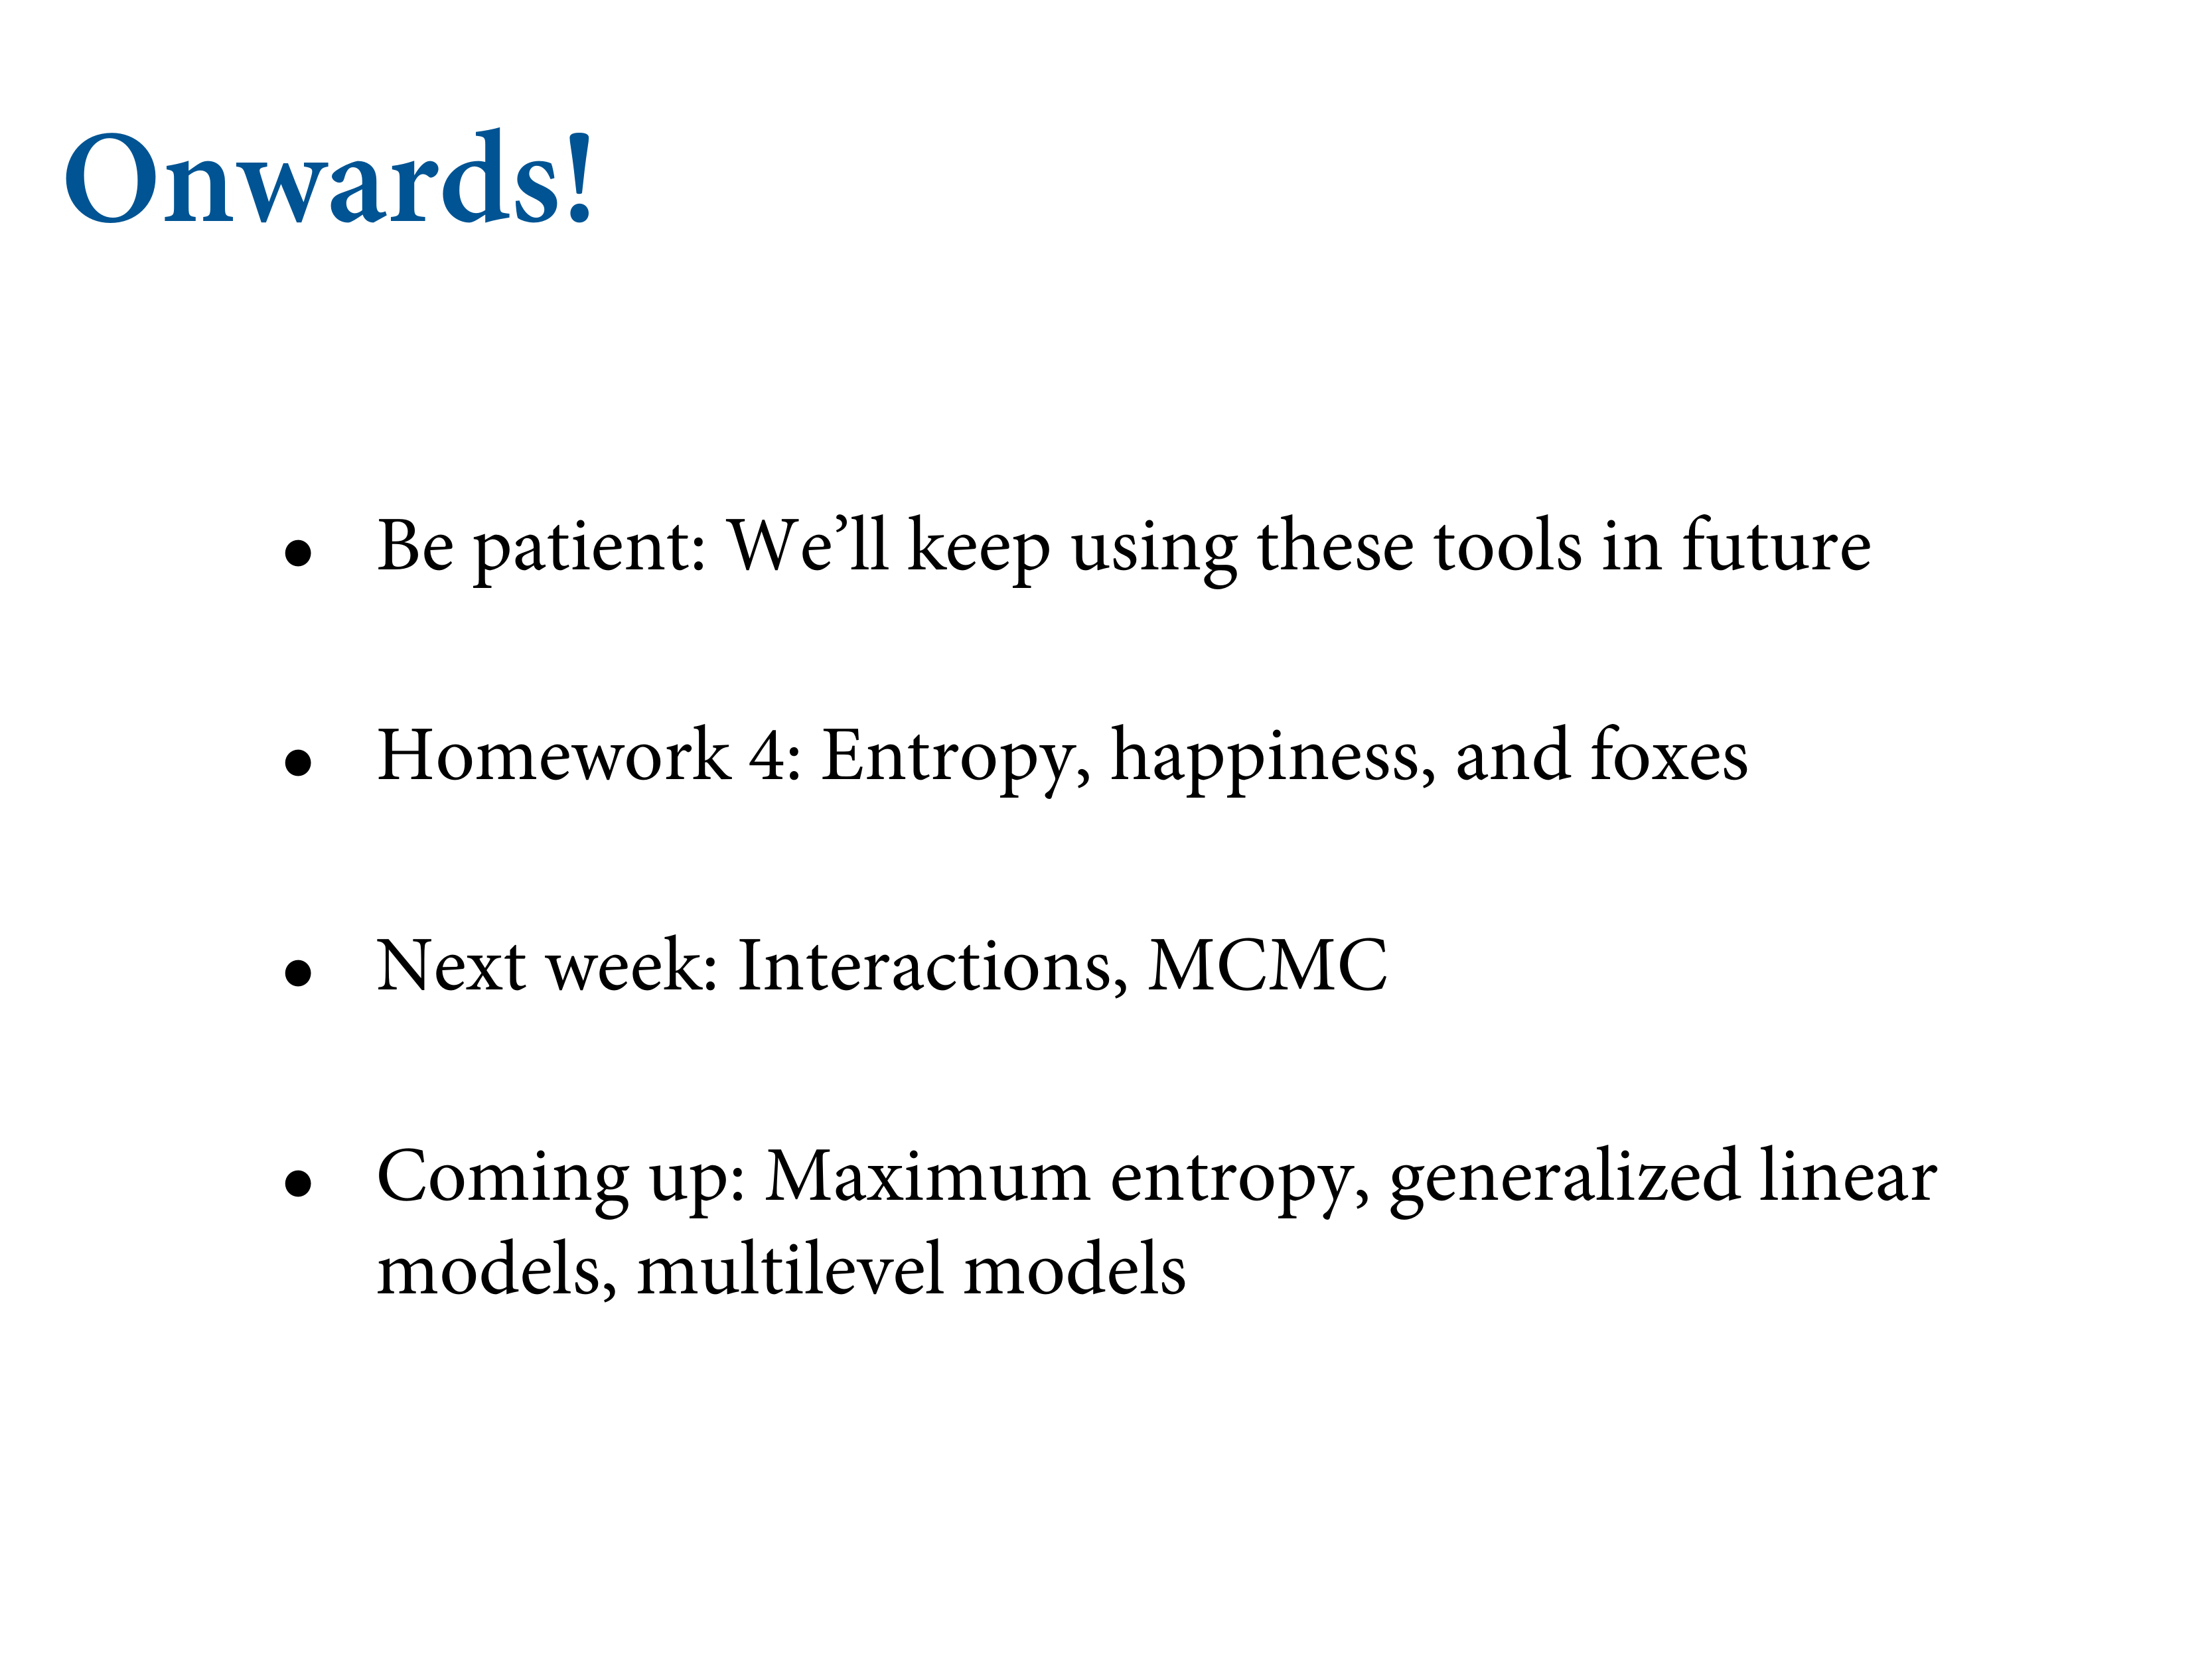 Onwards!
• Be patient: We’ll keep using these tools in future
• Homework 4: Entropy, happiness, and foxes
• Next week: Interactions, MCMC
• Coming up: Maximum entropy, generalized linear
models, multilevel models